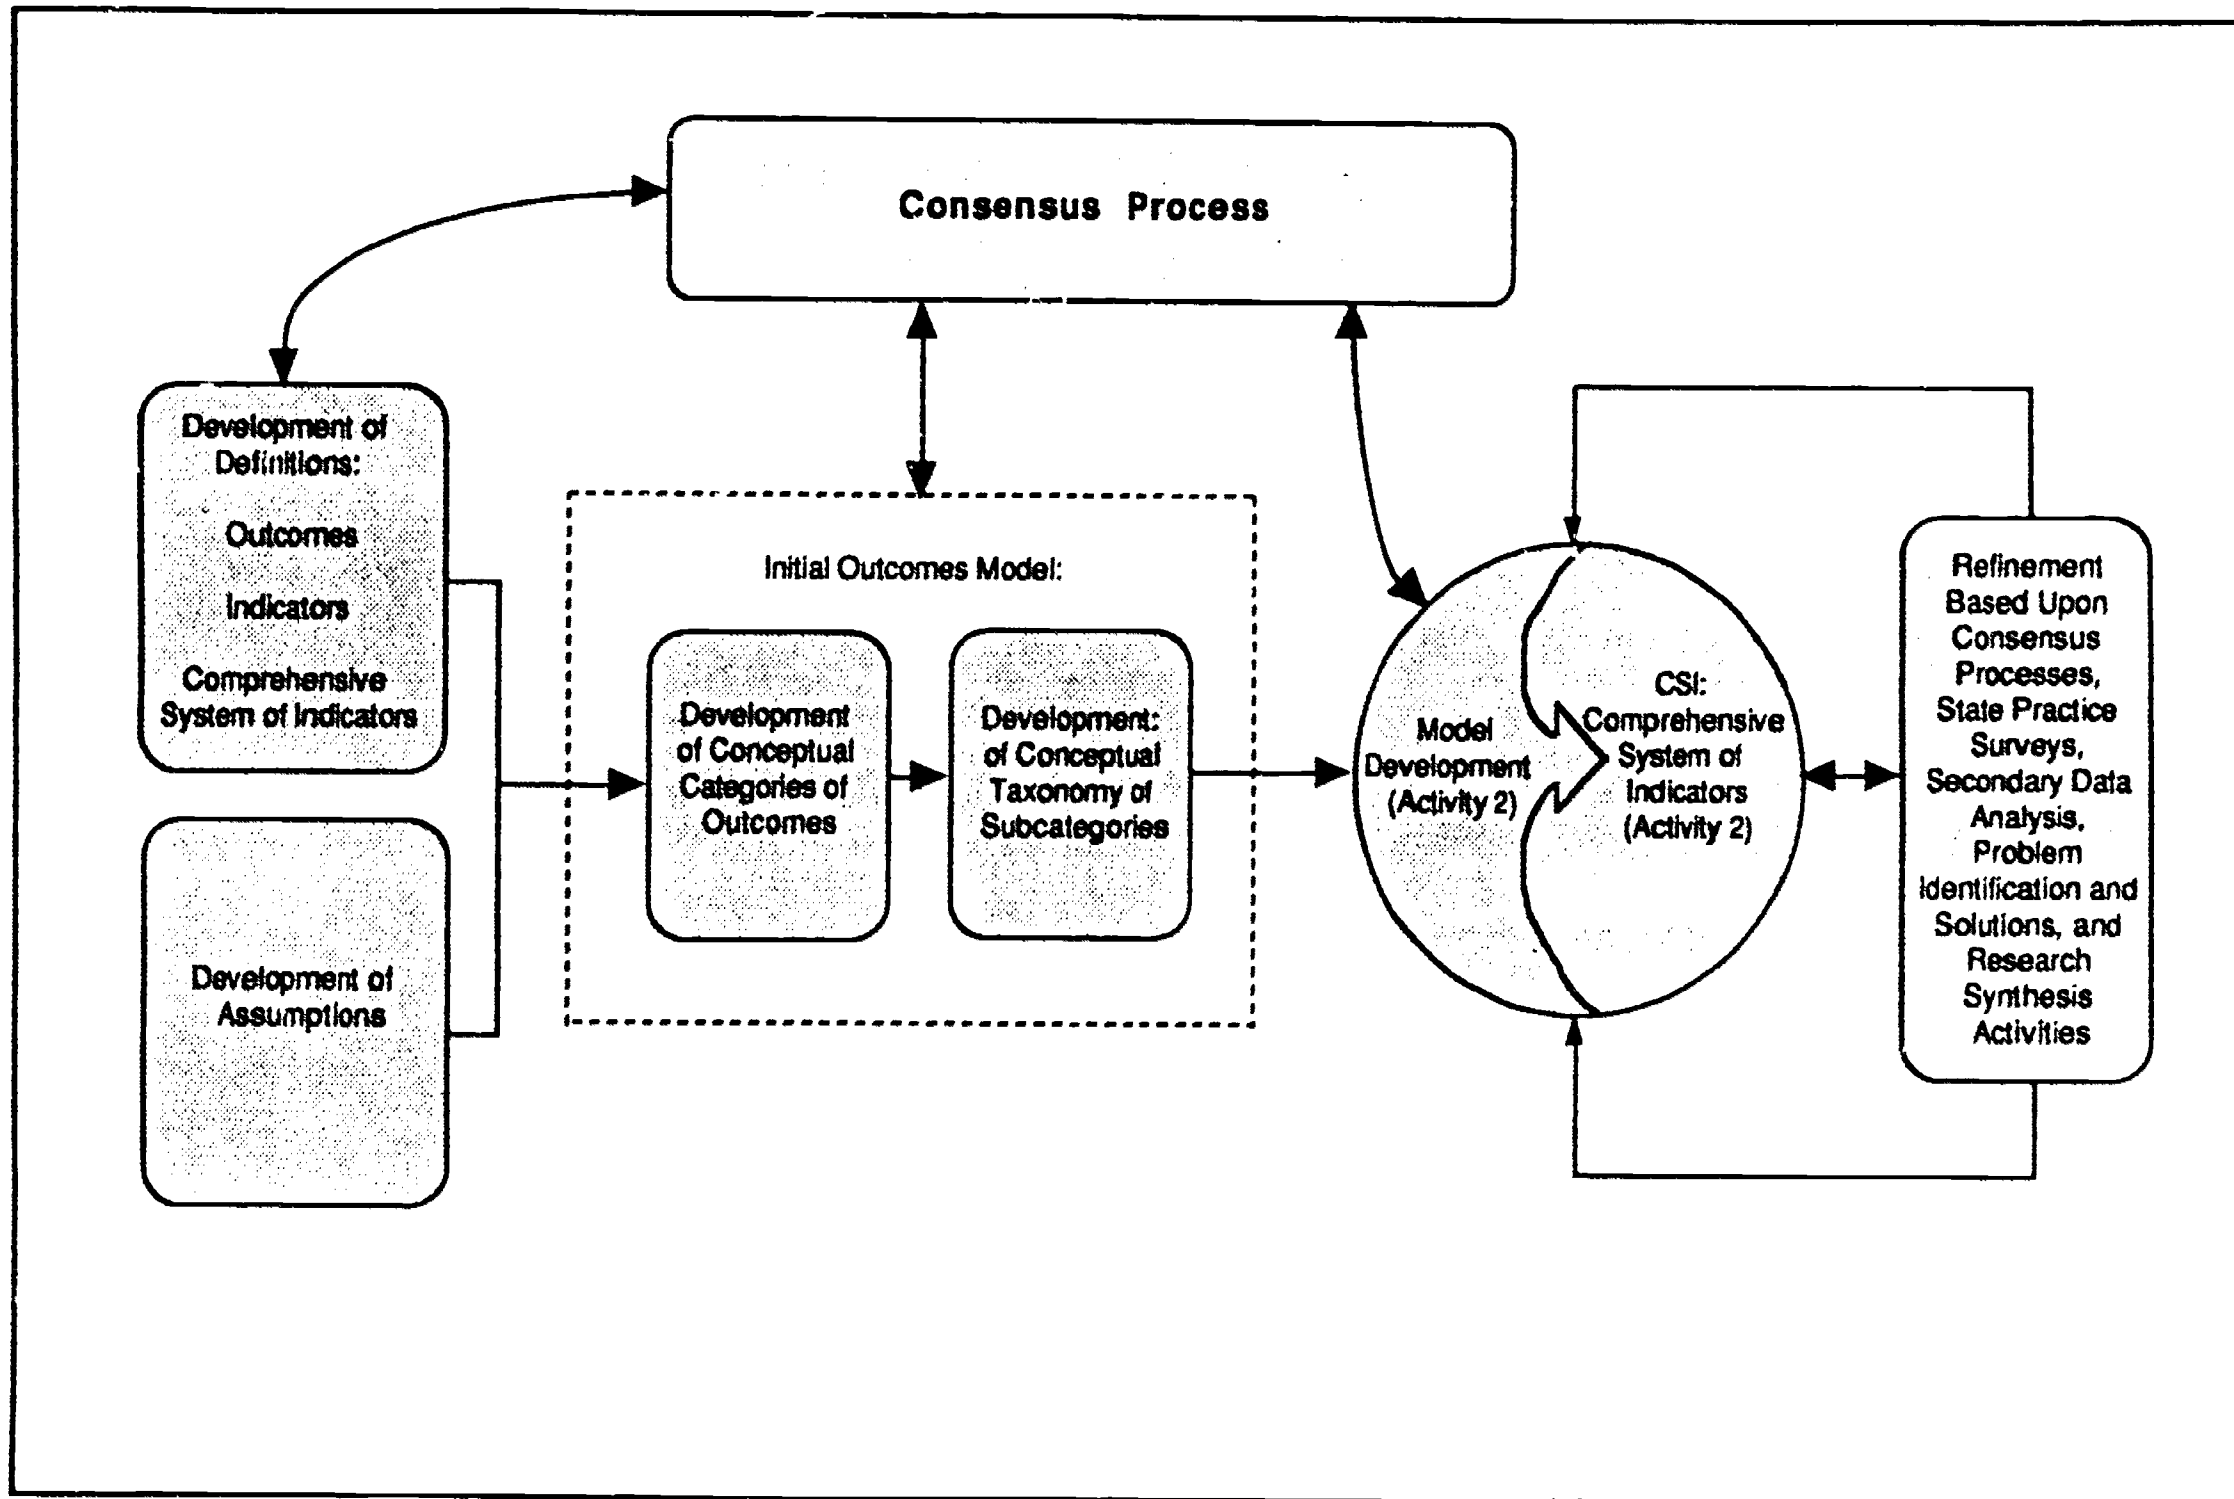 Consensus Process
Development of
Definitions:
Outcomes
Indicators
Comprehensive
System of Indicators
Development of
Assumptions
Initial Outcomes Model:
Development
of Conceptual
Categories of
Outcomes
Development:
of Conceptual
Taxonomy of
Subcategories
Model
Development
(Activity 2)
CSI:
Comprehensive
System of
Indicators
(Activity 2)
Refinement
Based Upon
Consensus
Processes,
State Practice
Surveys,
Secondary Data
Analysis,
Problem
Identification and
Solutions, and
Research
Synthesis
Activities